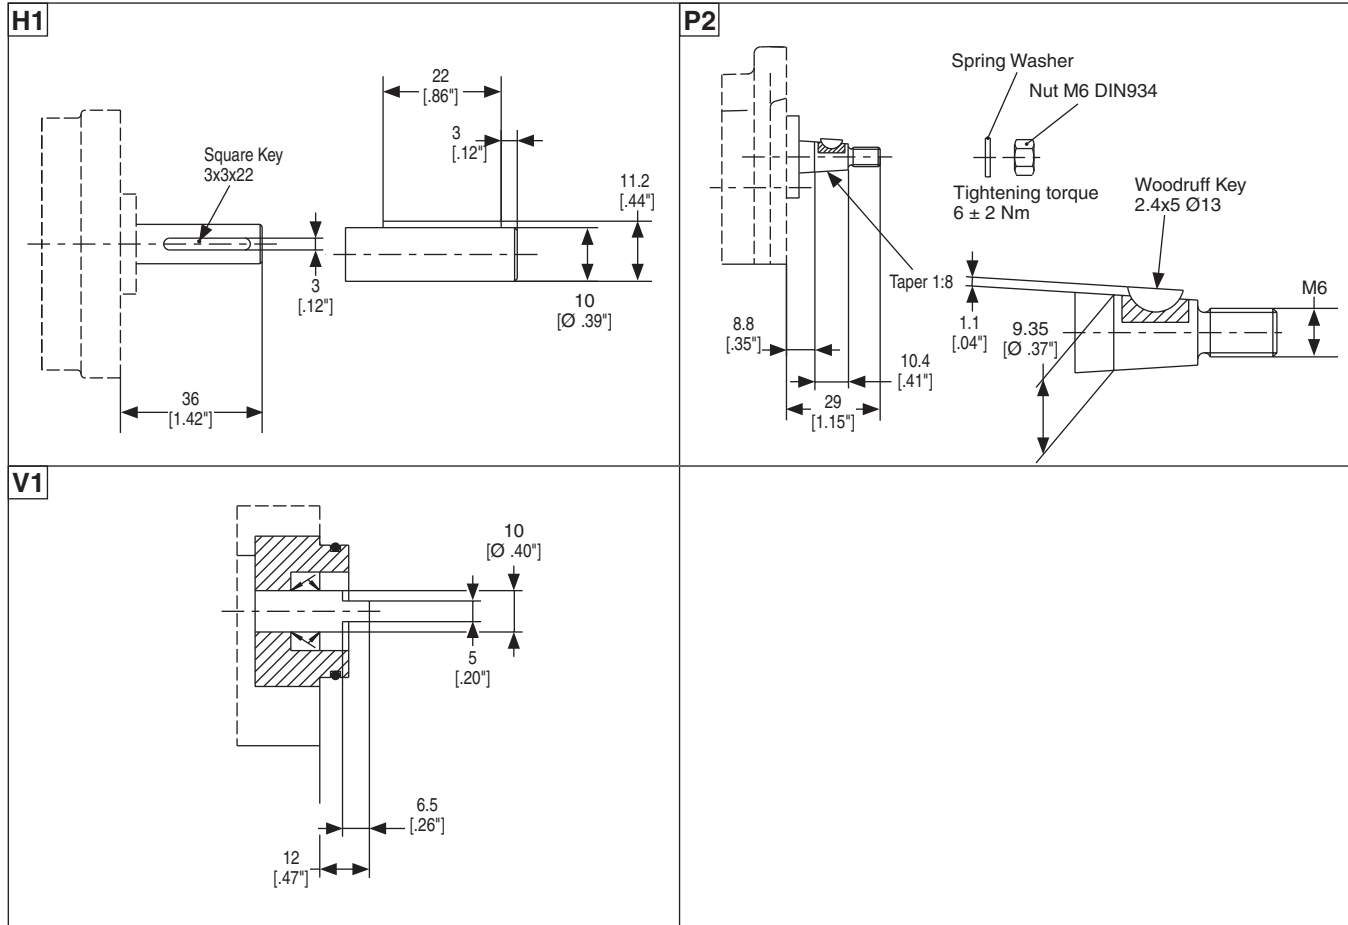 H1
22
[.86"]
3
[.12"]
Square Key
3x3x22
11.2
[.44"]
3
[.12"]
10
[Ø .39"]
36
[1.42"]
P2
Spring Washer
Nut M6 DIN934
Tightening torque
6 ± 2 Nm
Woodruff Key
2.4x5 Ø13
Taper 1:8
M6
8.8
[.35"]
1.1
[.04"]
9.35
[Ø .37"]
10.4
[.41"]
29
[1.15"]
V1
10
[Ø .40"]
5
[.20"]
6.5
[.26"]
12
[.47"]